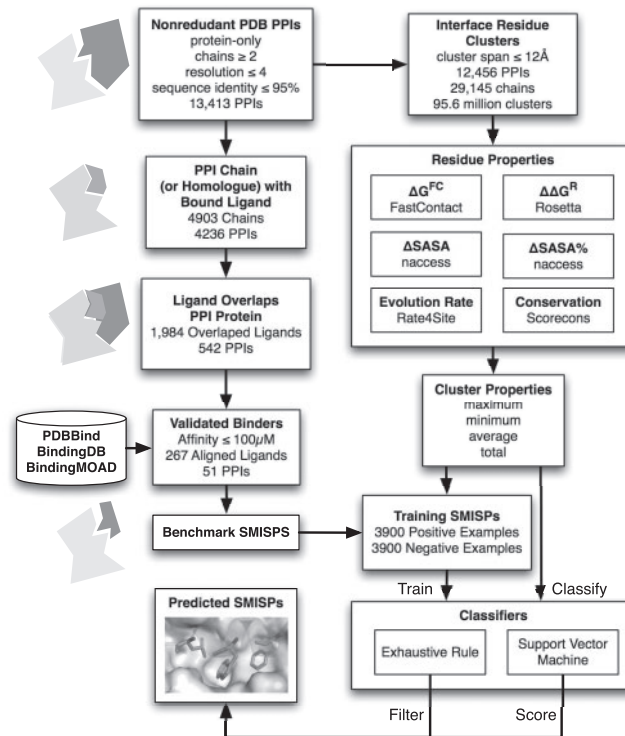 Nonredudant PDB PPIs
protein-only
chains ≥ 2
resolution ≤ 4
sequence identity ≤ 95%
13,413 PPIs
Interface Residue
Clusters
cluster span ≤ 12Å
12,456 PPIs
29,145 chains
95.6 million clusters
PPI Chain
(or Homologue) with
Bound Ligand
4903 Chains
4236 PPIs
Residue Properties
ΔG^FC
FastContact
ΔΔG^R
Rosetta
ΔSASA
naccess
ΔSASA%
naccess
Evolution Rate
Rate4Site
Conservation
Scorecons
Ligand Overlaps
PPI Protein
1,984 Overlaped Ligands
542 PPIs
Cluster Properties
maximum
minimum
average
total
PDBBind
BindingDB
BindingMOAD
Validated Binders
Affinity ≤ 100μM
267 Aligned Ligands
51 PPIs
Benchmark SMISPS
Training SMISPs
3900 Positive Examples
3900 Negative Examples
Train
Classify
Predicted SMISPs
Classifiers
Exhaustive Rule
Support Vector
Machine
Filter
Score